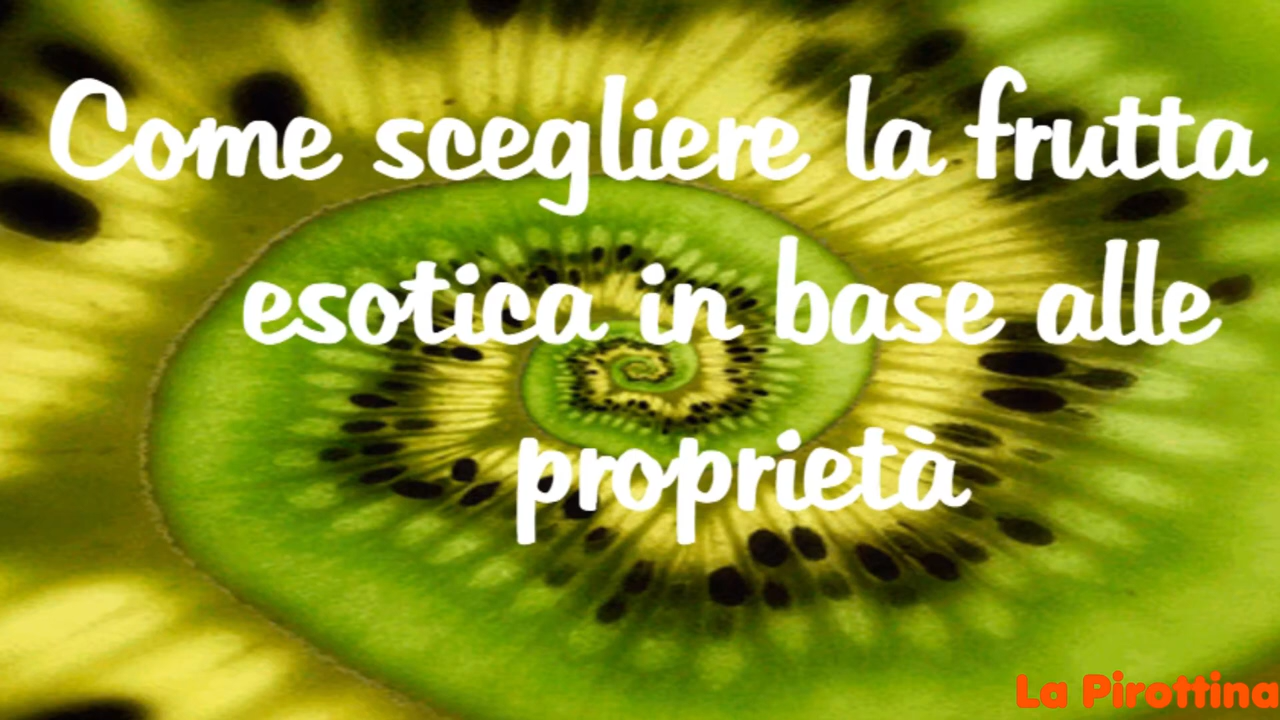 Come scegliere la frutta
esotica in base alle
proprietà
La Pirottina